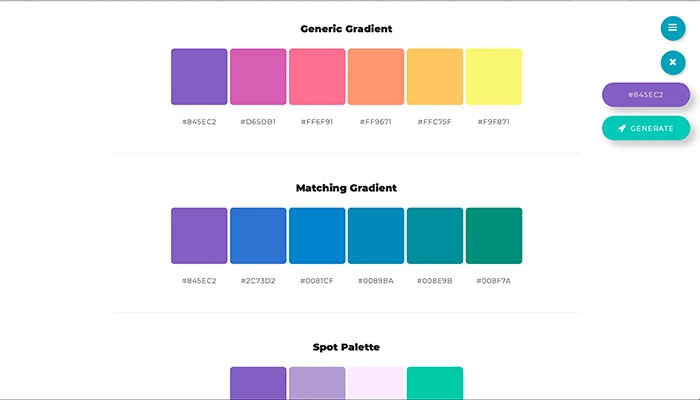 Generic Gradient
#845EC2 #D65DB1 #FF6F91 #FF9671 #FFC75F #F9F871
#845EC2
GENERATE
Matching Gradient
#845EC2 #2C73D2 #0081CF #0089BA #008E9B #008F7A
Spot Palette